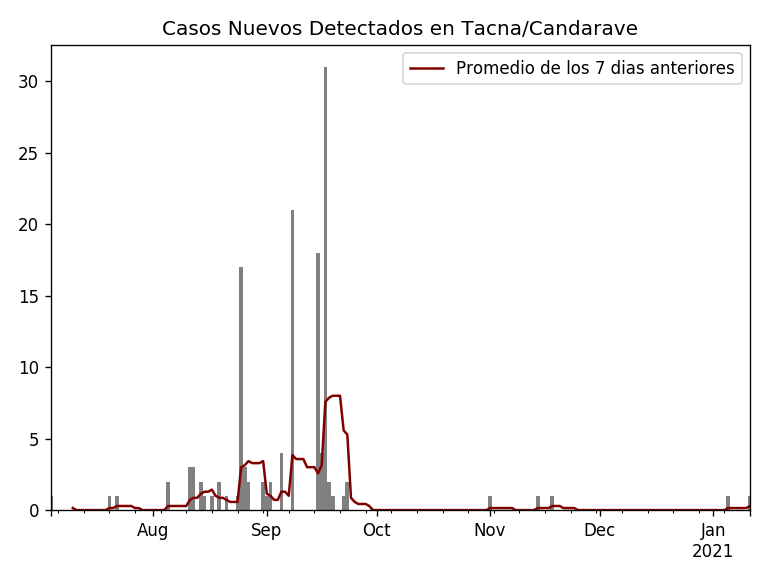 Casos Nuevos Detectados en Tacna/Candarave
Promedio de los 7 dias anteriores
30
25
20
15
10
5
0
Aug Sep Oct Nov Dec Jan
2021